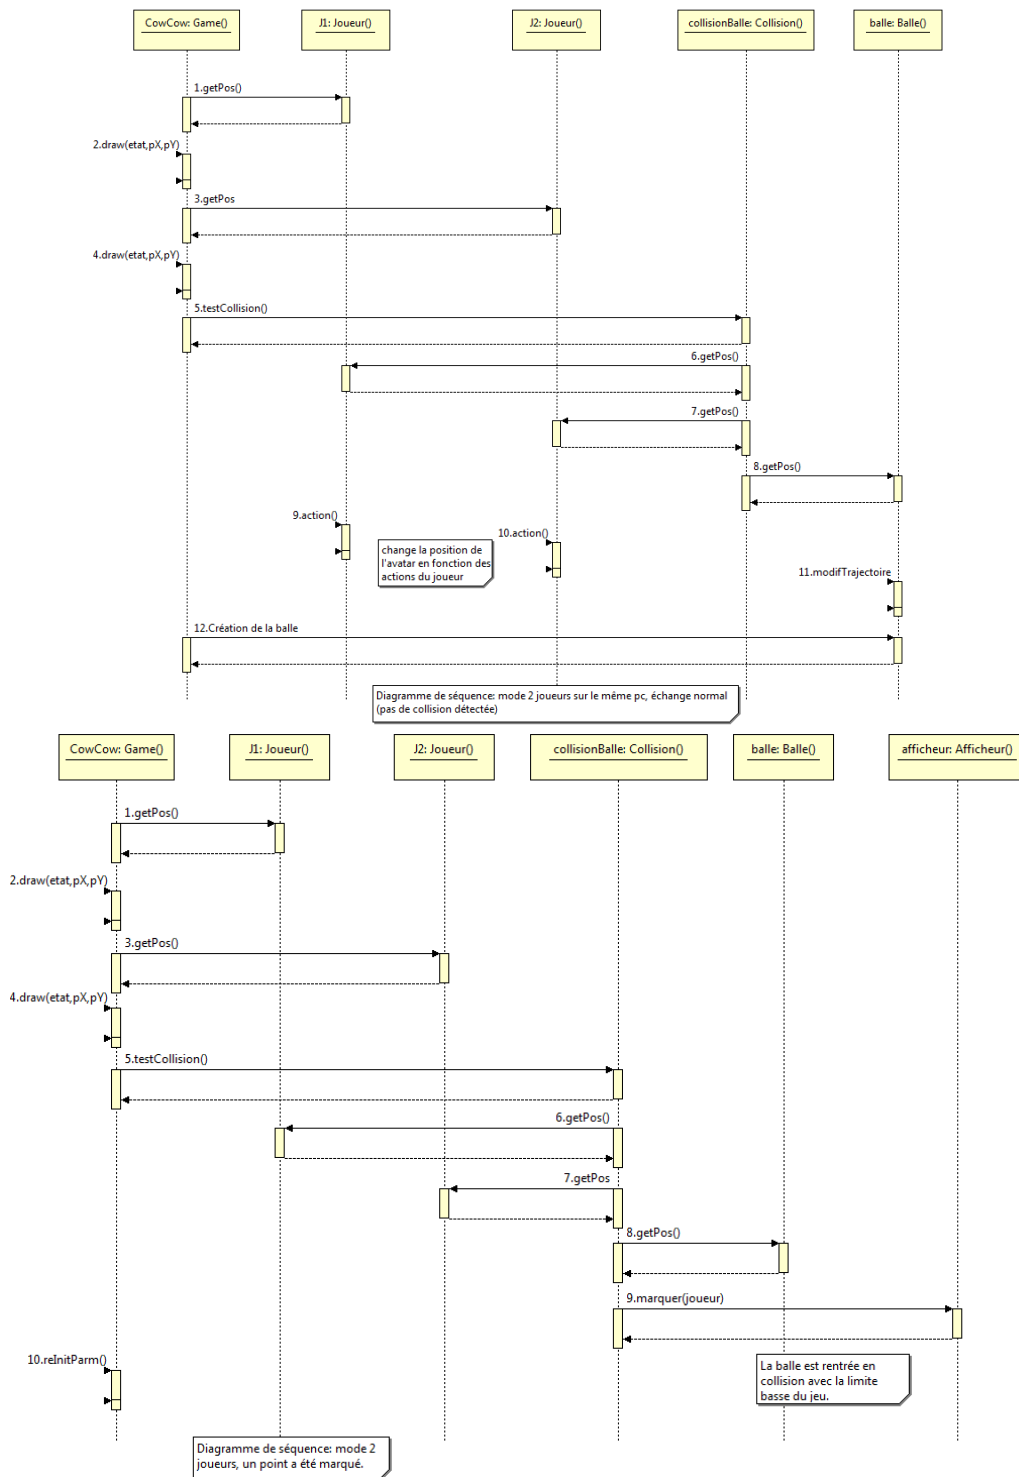 CowCow: Game()
J1: Joueur()
J2: Joueur()
collisionBalle: Collision()
balle: Balle()
1.getPos()
2.draw(etat,pX,pY)
3.getPos
4.draw(etat,pX,pY)
5.testCollision()
6.getPos()
7.getPos()
8.getPos()
9.action()
10.action()
change la position de
l'avatar en fonction des
actions du joueur
11.modifTrajectoire
12.Création de la balle
Diagramme de séquence: mode 2 joueurs sur le même pc, échange normal
(pas de collision détectée)
CowCow: Game()
J1: Joueur()
J2: Joueur()
collisionBalle: Collision()
balle: Balle()
afficheur: Afficheur()
1.getPos()
2.draw(etat,pX,pY)
3.getPos()
4.draw(etat,pX,pY)
5.testCollision()
6.getPos()
7.getPos
8.getPos()
9.marquer(joueur)
10.reInitParm()
La balle est rentrée en
collision avec la limite
basse du jeu.
Diagramme de séquence: mode 2
joueurs, un point a été marqué.